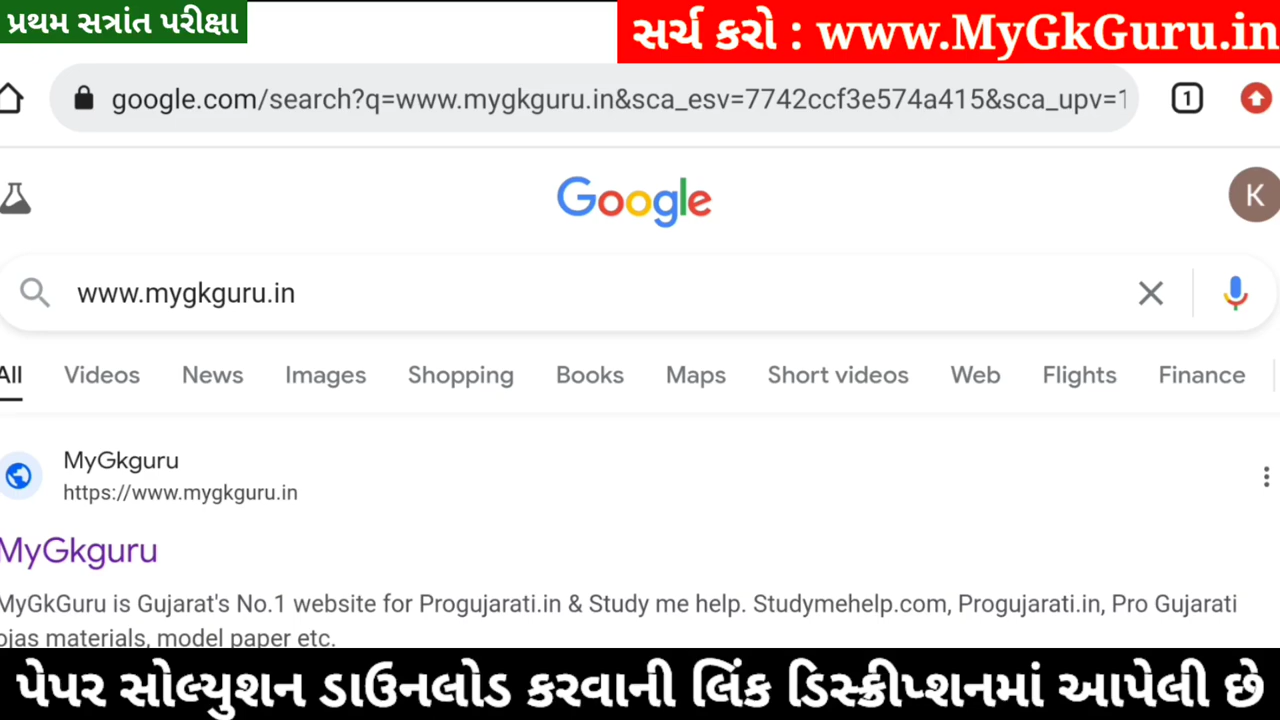 પ્રથમ સત્રાંત પરીક્ષા
સર્ચ કરો : www.MyGkGuru.in
google.com/search?q=www.mygkguru.in&sca_esv=7742ccf3e574a415&sca_upv=1
1
Google
K
www.mygkguru.in
All Videos News Images Shopping Books Maps Short videos Web Flights Finance
MyGkguru
https://www.mygkguru.in
MyGkguru
MyGkGuru is Gujarat's No.1 website for Progujarati.in & Study me help. Studymehelp.com, Progujarati.in, Pro Gujarati
ojas materials, model paper etc.
પેપર સોલ્યુશન ડાઉનલોડ કરવાની લિંક ડિસ્ક્રીપ્શનમાં આપેલી છે